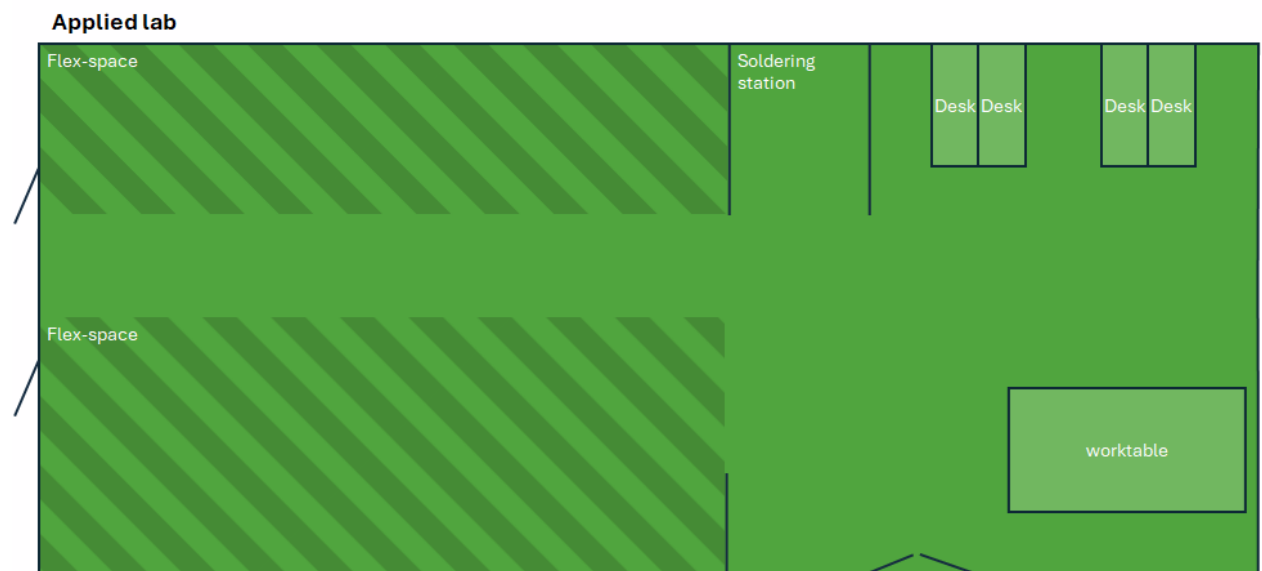 Applied lab
Flex-space
Soldering
station
Desk
Desk
Desk
Desk
Flex-space
worktable